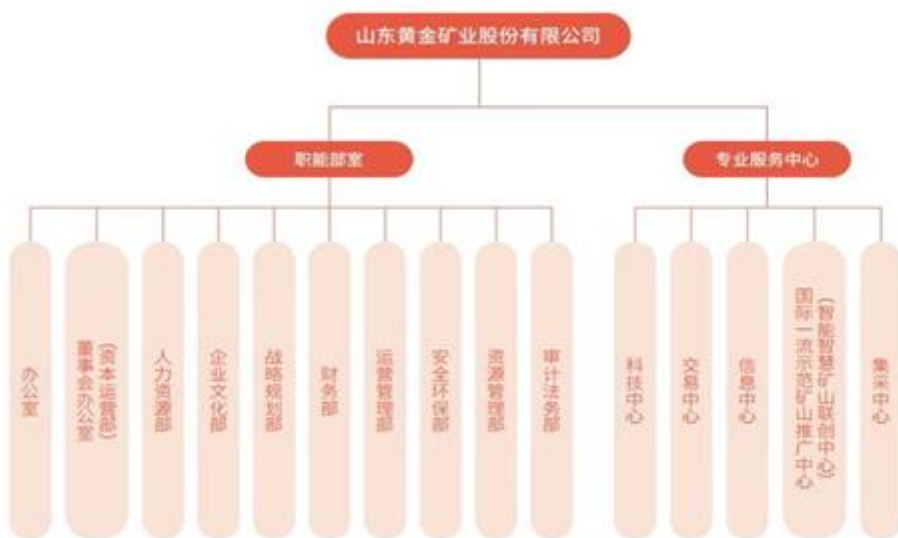 山东黄金矿业股份有限公司
职能部室
专业服务中心
办公室
董事会办公室
(资本运营部)
人力资源部
企业文化部
战略规划部
财务部
运营管理部
安全环保部
资源管理部
审计法务部
科技中心
交易中心
信息中心
国际一流示范矿山推广中心
(智能智慧矿山联创中心)
集采中心